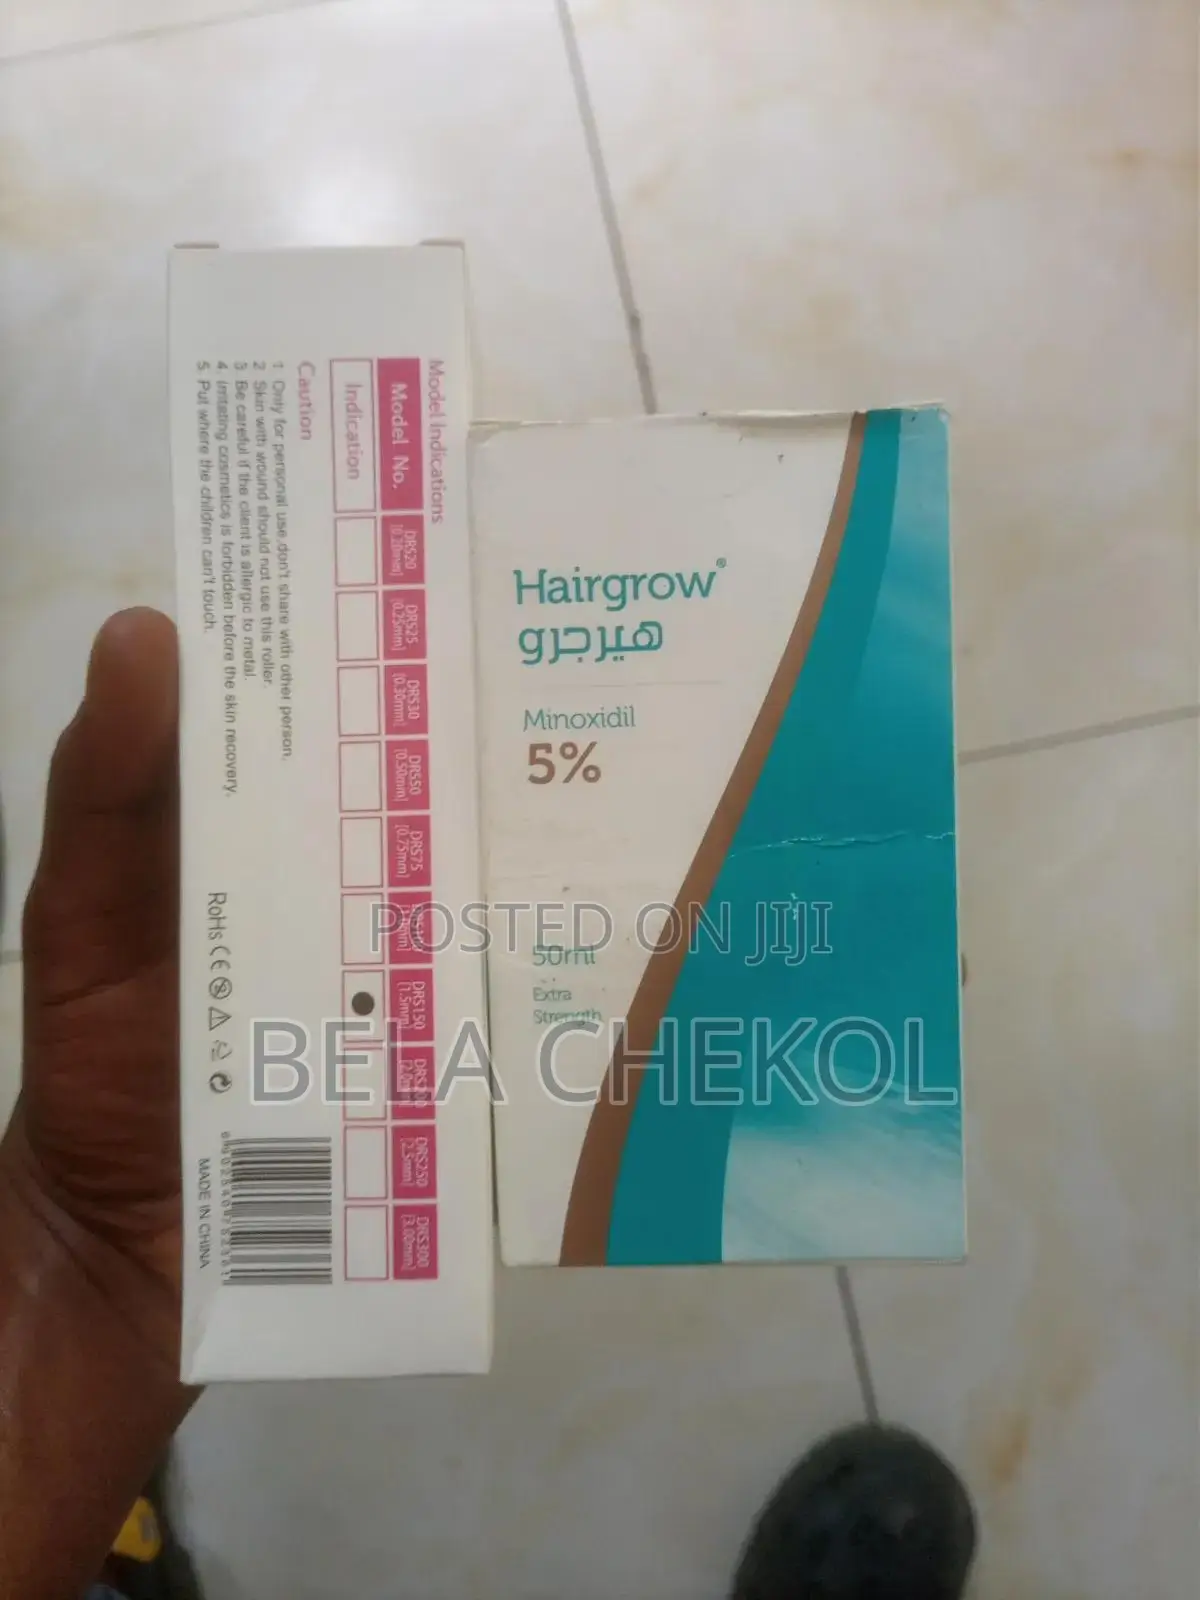 Model Indications
Model No.
DRS20
[0.20mm]
DRS25
[0.25mm]
DRS30
[0.30mm]
DRS50
[0.50mm]
DRS75
[0.75mm]
DRS150
[1.5mm]
DRS200
DRS250
[2.5mm]
DRS300
[3.00mm]
Indication
Caution
1. Only for personal use,don't share with other person.
2. Skin with wound should not use this roller.
3. Be careful if the client is allergic to metal.
4. Irritating cosmetics is forbidden before the skin recovery.
5. Put where the children can't touch.
RoHS CE
MADE IN CHINA
Hairgrow®
هيرجرو
Minoxidil
5%
50ml
Extra
Strength
POSTED ON JIJI
BELA CHEKOL